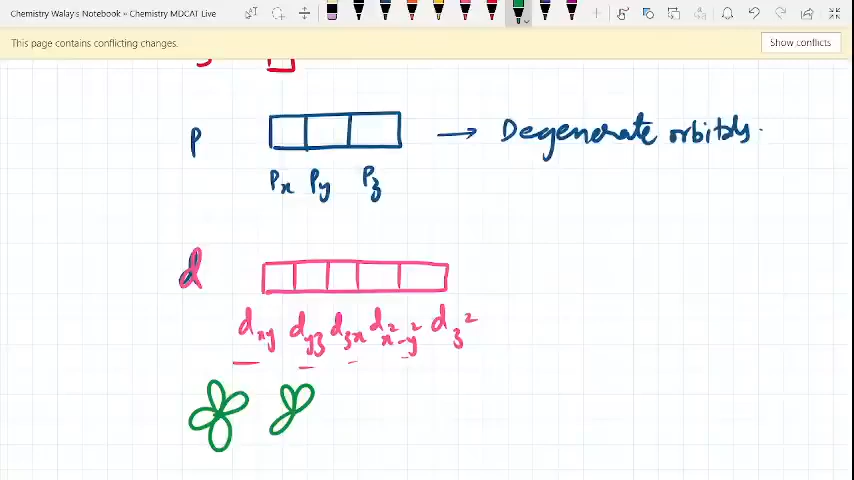 Chemistry Walay's Notebook » Chemistry MDCAT Live
This page contains conflicting changes.
Show conflicts
p
→ Degenerate orbitals.
Px Py Pz
d
dxy dyz dzx dx²-y² dz²